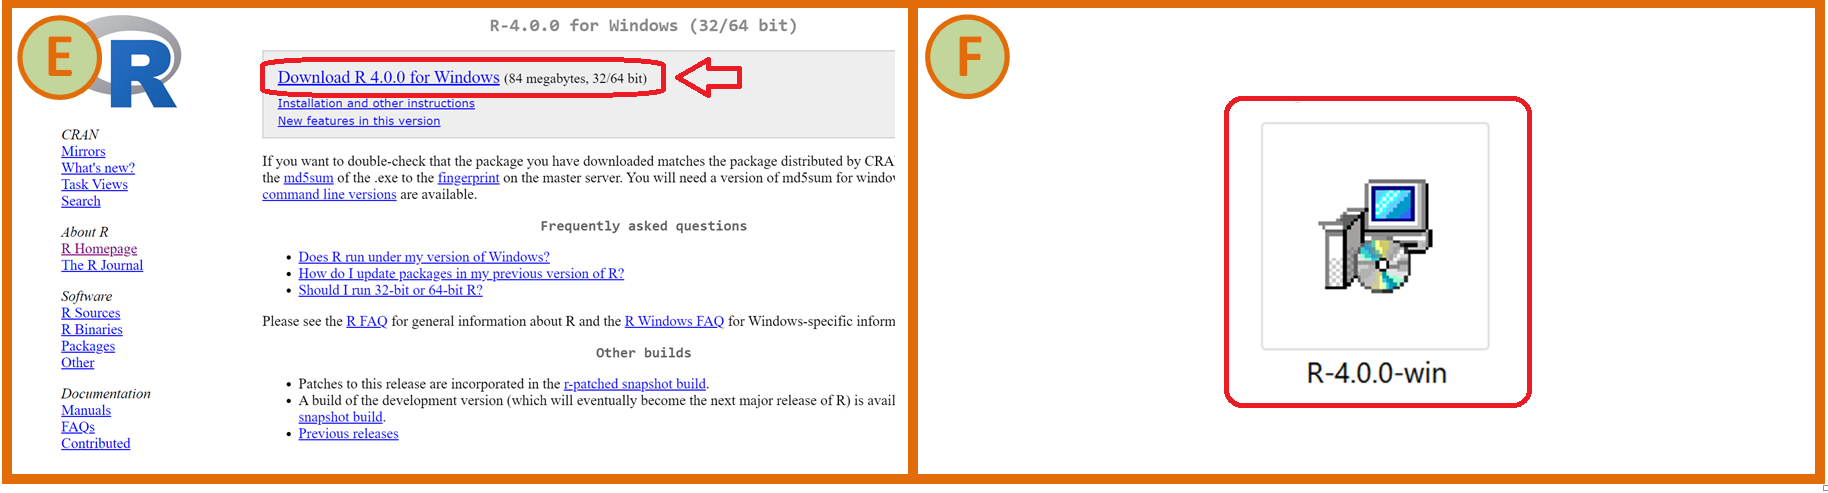 E
R
R-4.0.0 for Windows (32/64 bit)
Download R 4.0.0 for Windows (84 megabytes, 32/64 bit)
Installation and other instructions
New features in this version
CRAN
Mirrors
What's new?
Task Views
Search
About R
R Homepage
The R Journal
Software
R Sources
R Binaries
Packages
Other
Documentation
Manuals
FAQs
Contributed
If you want to double-check that the package you have downloaded matches the package distributed by CRA
the md5sum of the .exe to the fingerprint on the master server. You will need a version of md5sum for windo
command line versions are available.
Frequently asked questions
Does R run under my version of Windows?
How do I update packages in my previous version of R?
Should I run 32-bit or 64-bit R?
Please see the R FAQ for general information about R and the R Windows FAQ for Windows-specific inform
Other builds
Patches to this release are incorporated in the r-patched snapshot build.
A build of the development version (which will eventually become the next major release of R) is avail
snapshot build.
Previous releases
F
R-4.0.0-win